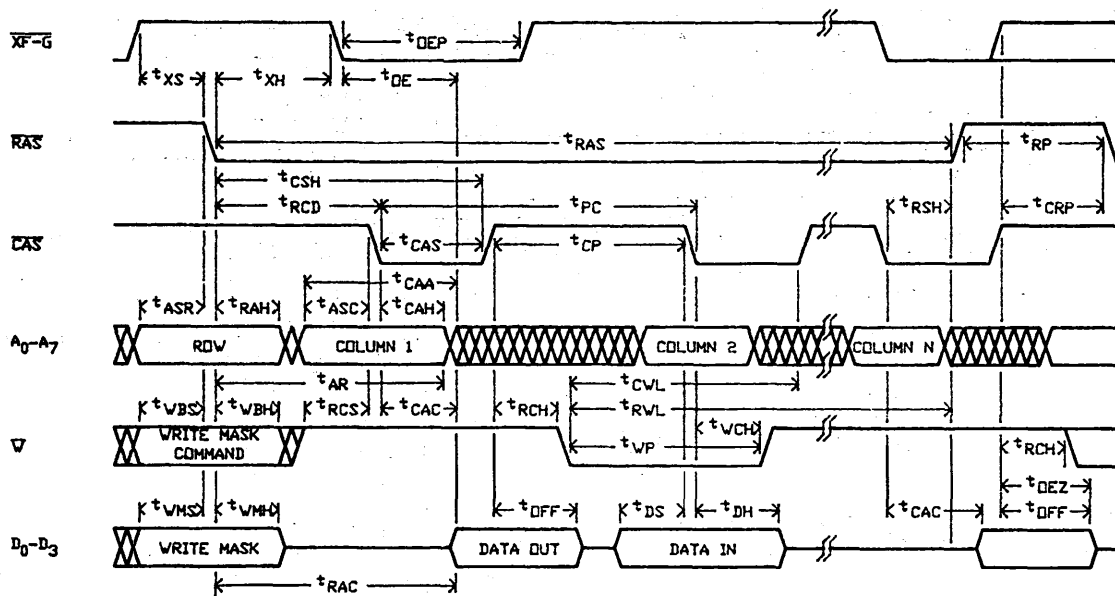 XF-G
tOEP
tXS tXH tOE
RAS
tRAS tRP
tCSH
tRCD tPC tRSH tCRP
CAS
tCAS tCP
tCAA
tASR tRAH tASC tCAH
A0-A7 ROW COLUMN 1 COLUMN 2 COLUMN N
tAR tCWL
tWBS tWBH tRCS tCAC tRCH tRWL
W WRITE MASK COMMAND tWP tWCH tRCH
tOEZ
tWMS tWMH tOFF tDS tDH tCAC tOFF
D0-D3 WRITE MASK DATA OUT DATA IN
tRAC